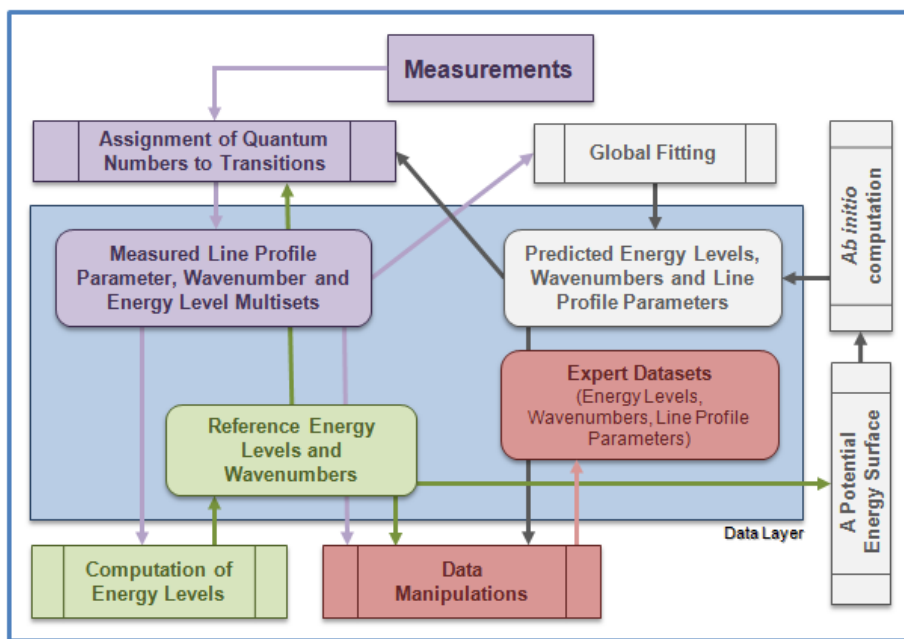 Measurements
Assignment of Quantum
Numbers to Transitions
Global Fitting
Ab initio
computation
Measured Line Profile
Parameter, Wavenumber and
Energy Level Multisets
Predicted Energy Levels,
Wavenumbers and Line
Profile Parameters
Expert Datasets
(Energy Levels,
Wavenumbers, Line Profile
Parameters)
Reference Energy
Levels and
Wavenumbers
A Potential
Energy Surface
Data Layer
Computation of
Energy Levels
Data
Manipulations